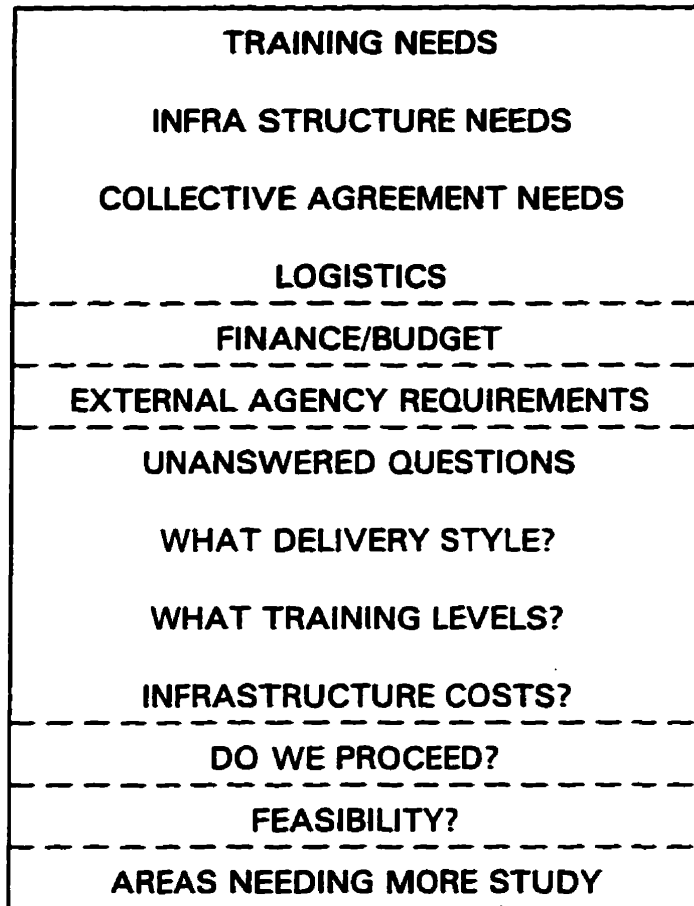 TRAINING NEEDS
INFRA STRUCTURE NEEDS
COLLECTIVE AGREEMENT NEEDS
LOGISTICS
FINANCE/BUDGET
EXTERNAL AGENCY REQUIREMENTS
UNANSWERED QUESTIONS
WHAT DELIVERY STYLE?
WHAT TRAINING LEVELS?
INFRASTRUCTURE COSTS?
DO WE PROCEED?
FEASIBILITY?
AREAS NEEDING MORE STUDY